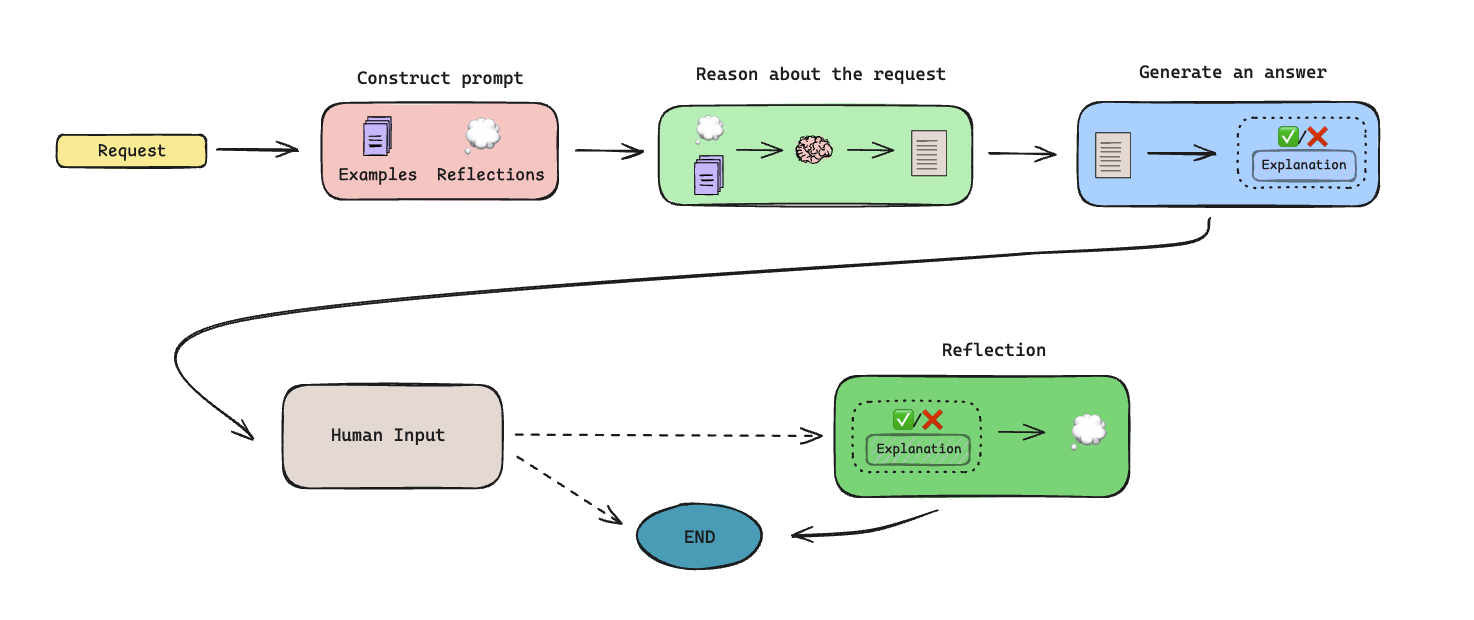 Construct prompt
Reason about the request
Generate an answer
Request
Examples
Reflections
✅/❌
Explanation
Reflection
Human Input
✅/❌
Explanation
END